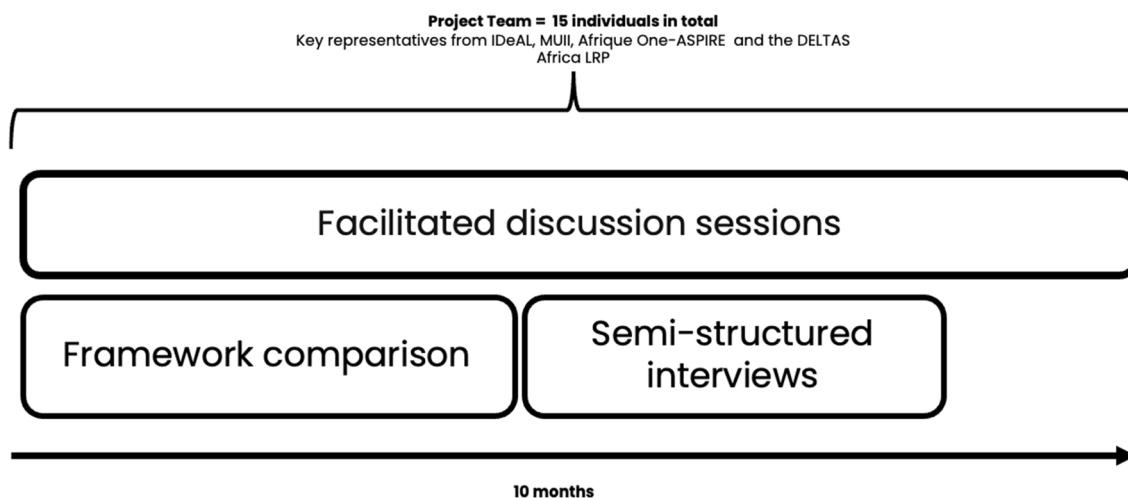 Project Team = 15 individuals in total
Key representatives from IDeAL, MUII, Afrique One-ASPIRE and the DELTAS
Africa LRP
Facilitated discussion sessions
Framework comparison
Semi-structured
interviews
10 months